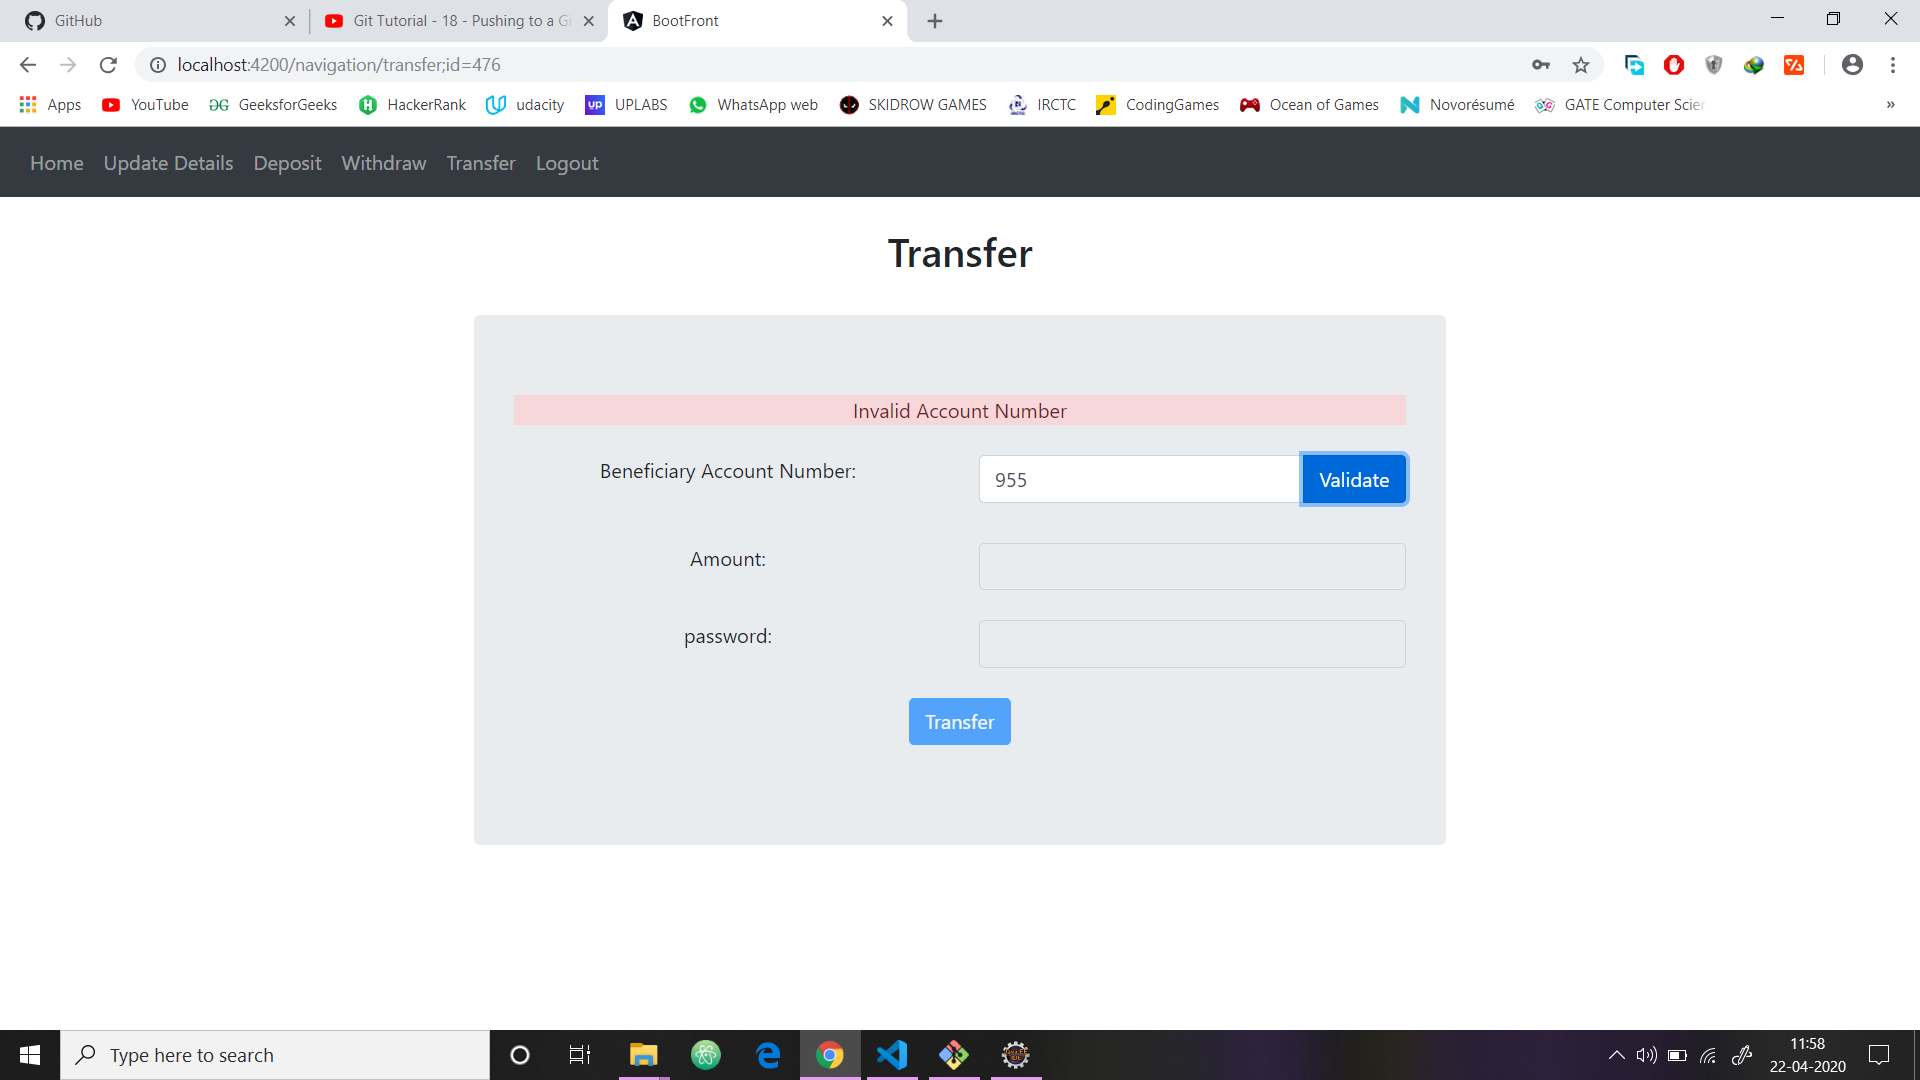 GitHub
Git Tutorial - 18 - Pushing to a Gi
BootFront
localhost:4200/navigation/transfer;id=476
Apps YouTube GeeksforGeeks HackerRank udacity UPLABS WhatsApp web SKIDROW GAMES IRCTC CodingGames Ocean of Games Novorésumé GATE Computer Scien »
Home Update Details Deposit Withdraw Transfer Logout
Transfer
Invalid Account Number
Beneficiary Account Number: 955 Validate
Amount:
password:
Transfer
Type here to search
11:58
22-04-2020